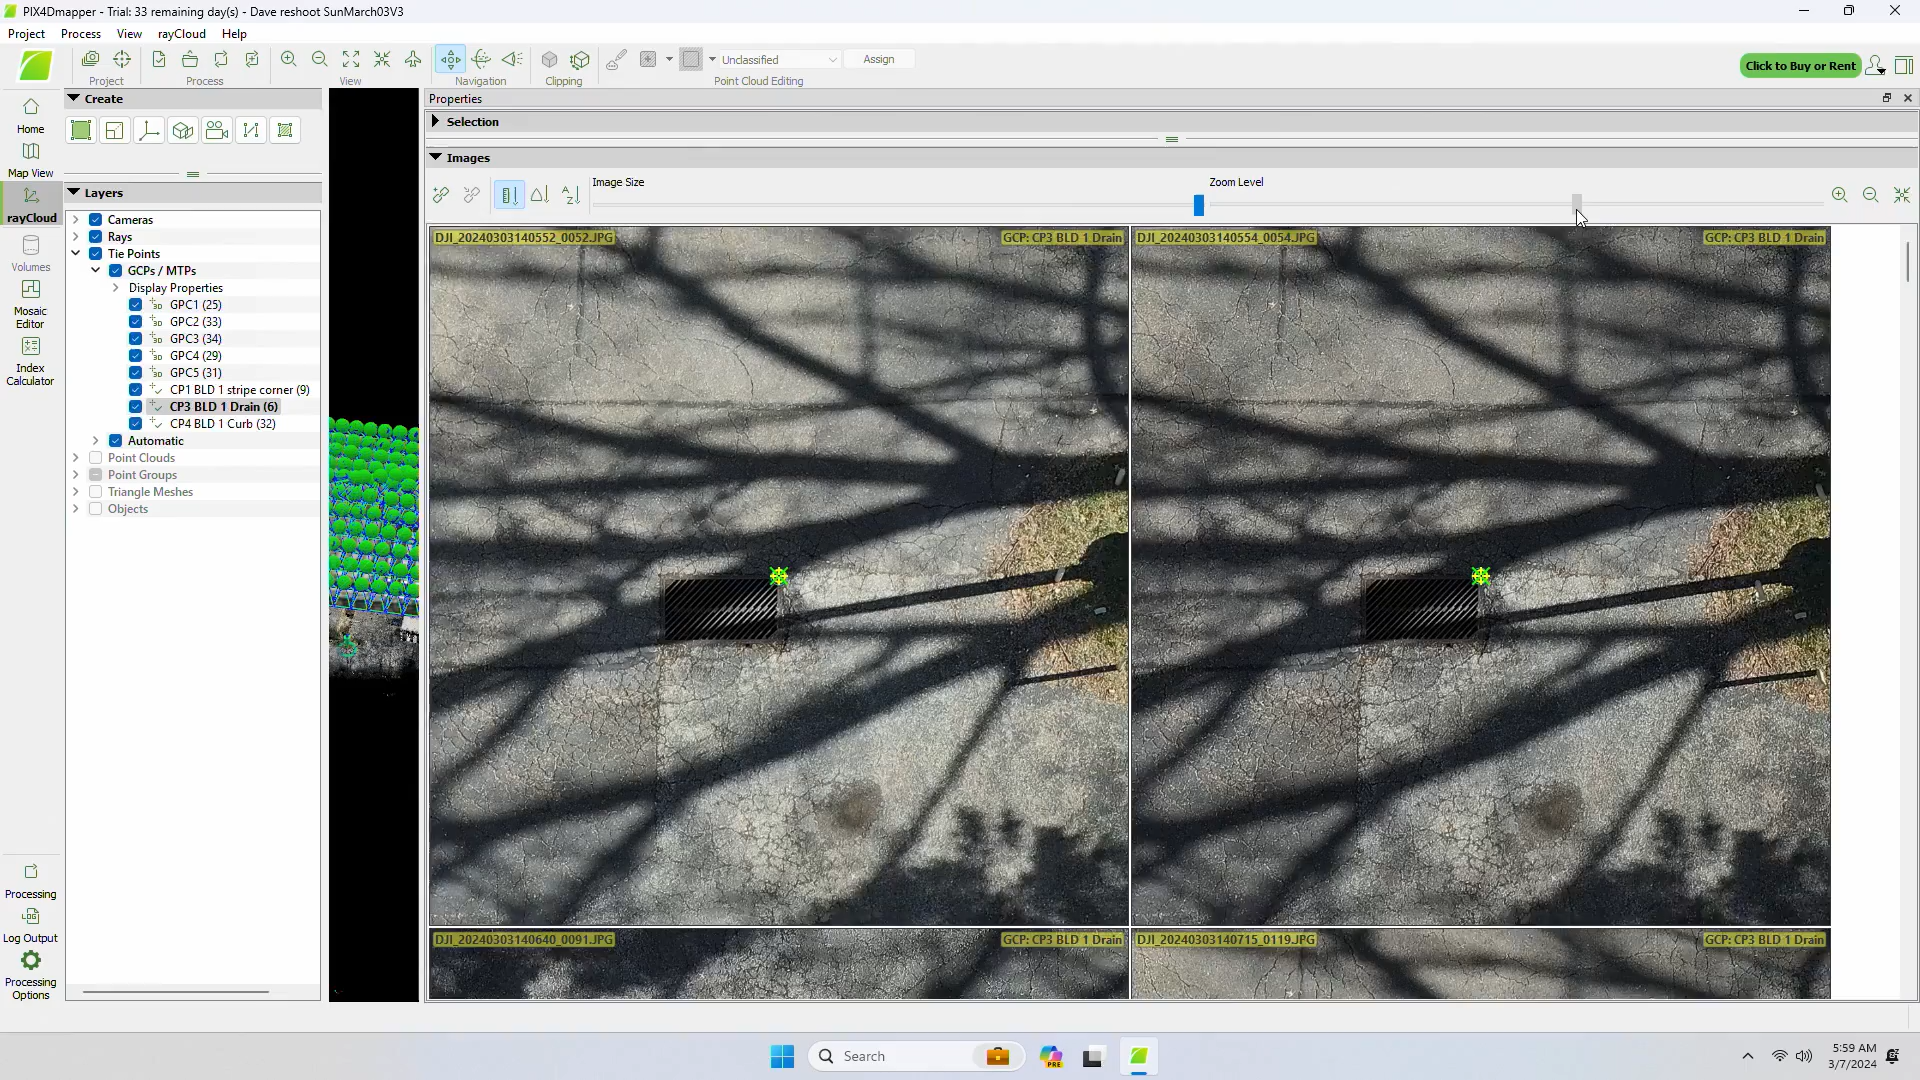 PIX4Dmapper - Trial: 33 remaining day(s) - Dave reshoot SunMarch03V3
Project Process View rayCloud Help
Unclassified Assign
Project Process View Navigation Clipping Point Cloud Editing
Click to Buy or Rent
Home
Map View
rayCloud
Volumes
Mosaic
Editor
Index
Calculator
Processing
Log Output
Processing
Options
Create
Layers
Cameras
Rays
Tie Points
GCPs / MTPs
Display Properties
3D GPC1 (25)
3D GPC2 (33)
3D GPC3 (34)
3D GPC4 (29)
3D GPC5 (31)
CP1 BLD 1 stripe corner (9)
CP3 BLD 1 Drain (6)
CP4 BLD 1 Curb (32)
Automatic
Point Clouds
Point Groups
Triangle Meshes
Objects
Properties
Selection
Images
Image Size Zoom Level
DJI_20240303140552_0052.JPG GCP: CP3 BLD 1 Drain
DJI_20240303140554_0054.JPG GCP: CP3 BLD 1 Drain
DJI_20240303140640_0091.JPG GCP: CP3 BLD 1 Drain
DJI_20240303140715_0119.JPG GCP: CP3 BLD 1 Drain
Search
PRE
5:59 AM
3/7/2024